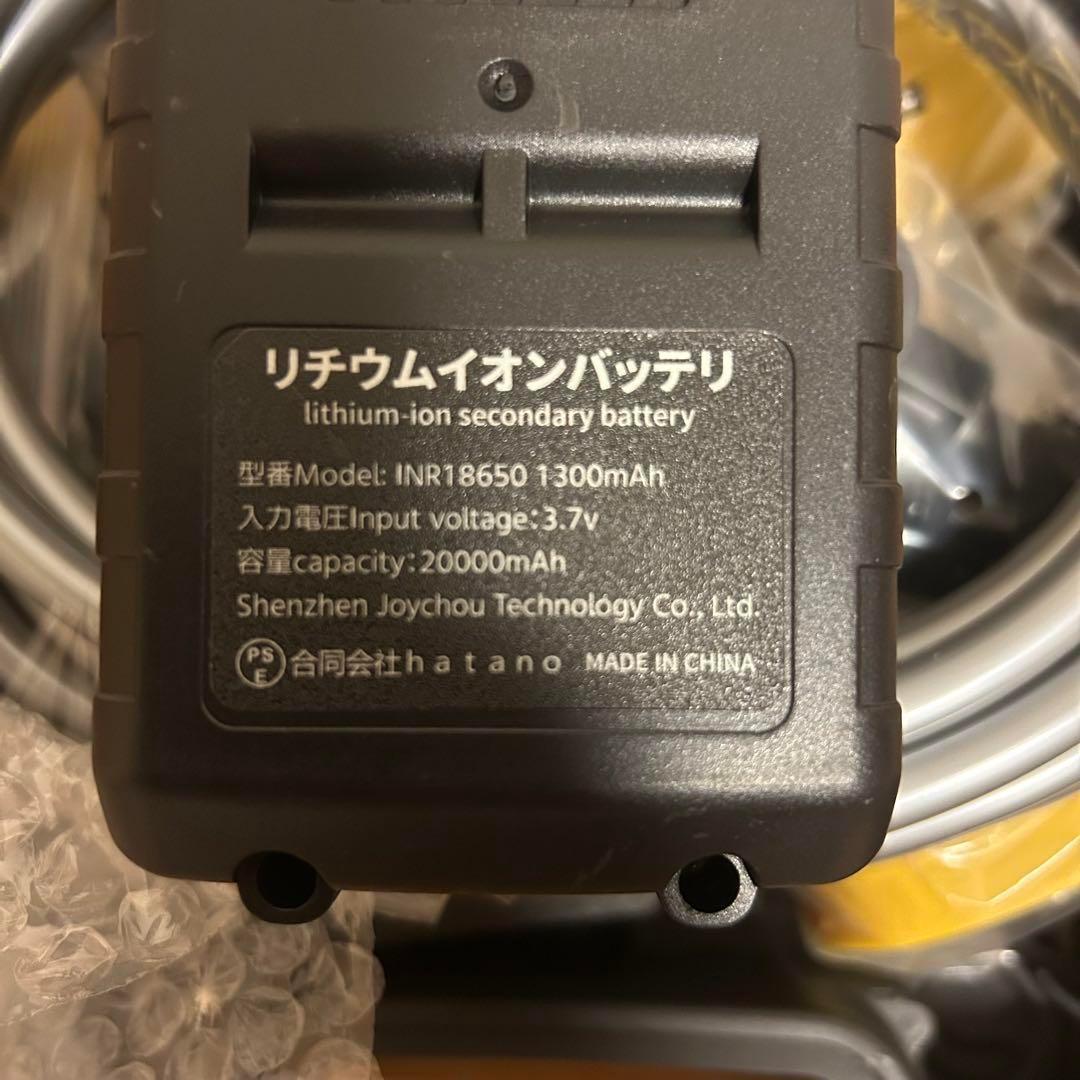 リチウムイオンバッテリ
lithium-ion secondary battery
型番Model: INR18650 1300mAh
入力電圧Input voltage:3.7v
容量capacity:20000mAh
Shenzhen Joychou Technology Co., Ltd.
PSE 合同会社hatano MADE IN CHINA